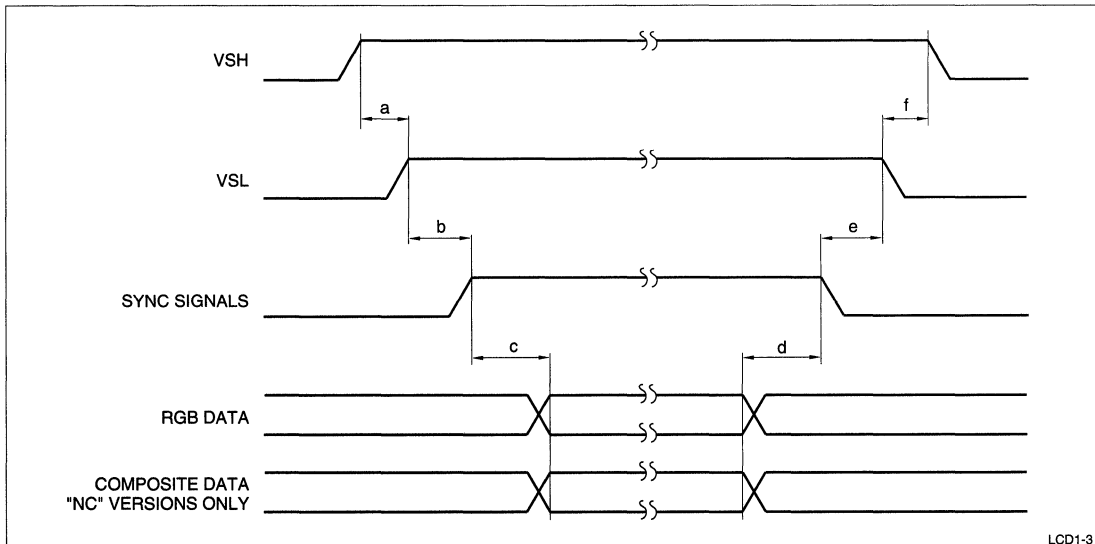 VSH
a
f
VSL
b
e
SYNC SIGNALS
c
d
RGB DATA
COMPOSITE DATA
"NC" VERSIONS ONLY
LCD1-3